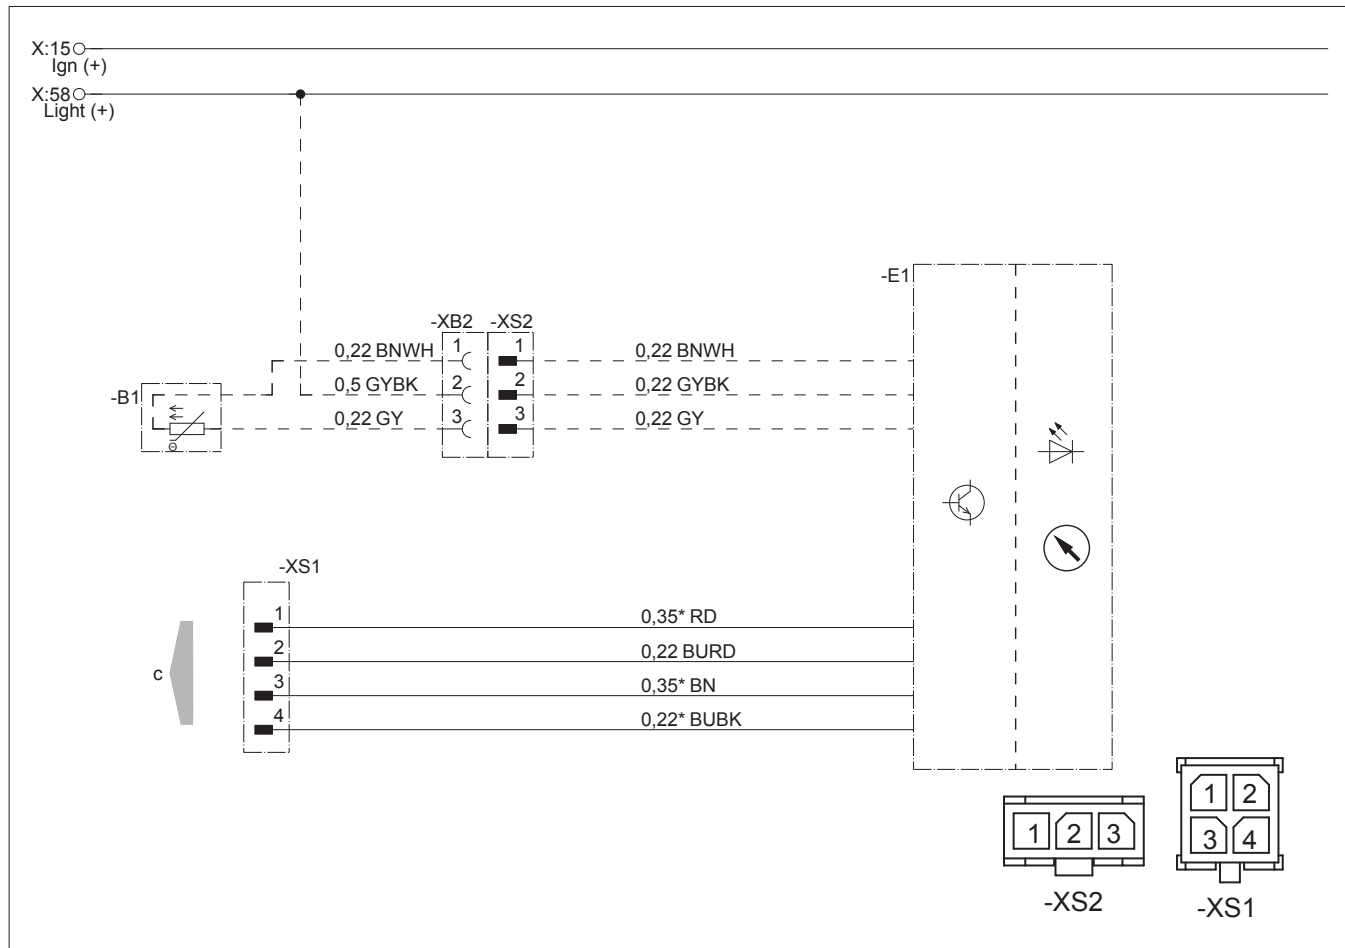 X:15
Ign (+)
X:58
Light (+)
-E1
-XB2 -XS2
0,22 BNWH 1 1 0,22 BNWH
0,5 GYBK 2 2 0,22 GYBK
-B1
0,22 GY 3 3 0,22 GY
Θ
-XS1
1 0,35* RD
2 0,22 BURD
c
3 0,35* BN
4 0,22* BUBK
1 2
1 2 3
3 4
-XS2
-XS1